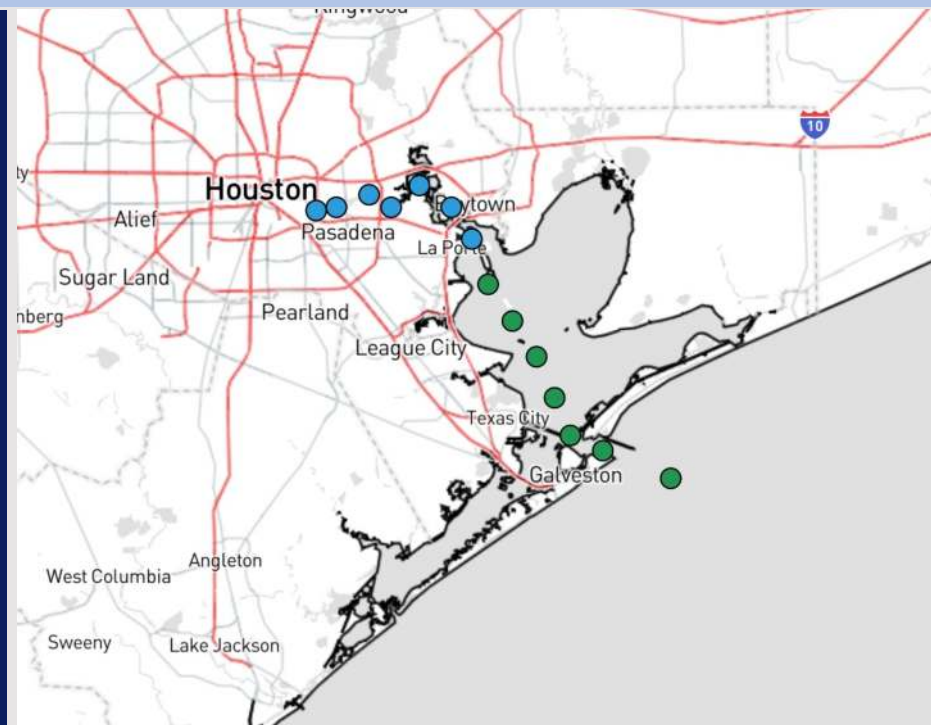 10
Houston
Baytown
Alief
Pasadena
La Porte
Sugar Land
Pearland
nberg
League City
Texas City
Galveston
Angleton
West Columbia
Sweeny
Lake Jackson